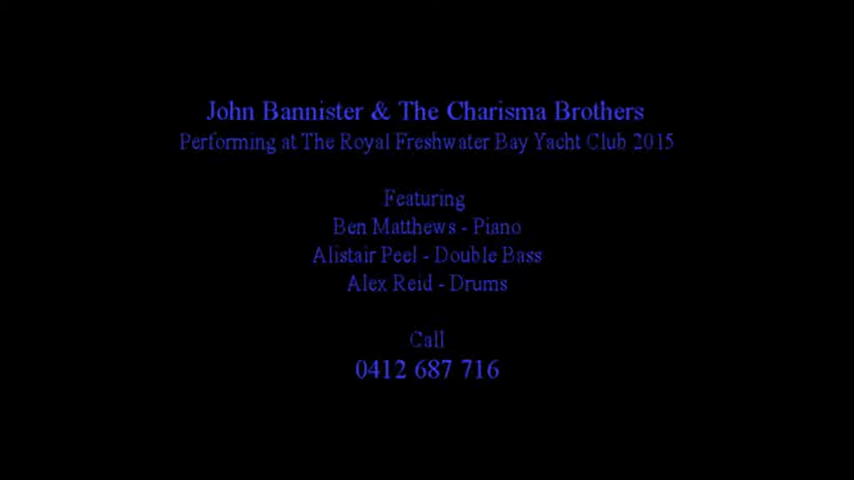 John Bannister & The Charisma Brothers
Performing at The Royal Freshwater Bay Yacht Club 2015
Featuring
Ben Matthews - Piano
Alistair Peel - Double Bass
Alex Reid - Drums
Call
0412 687 716